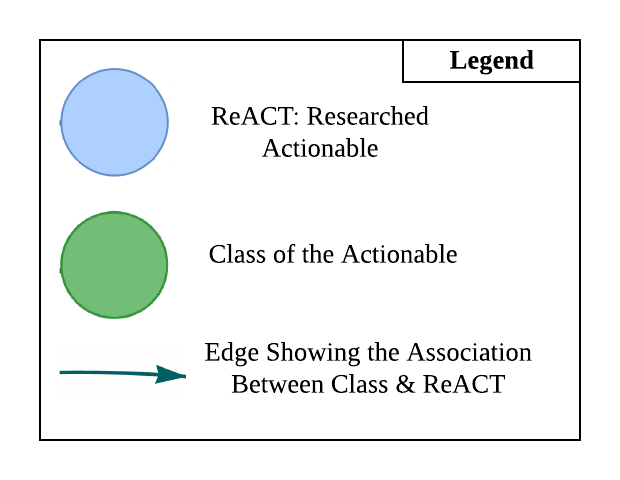 Legend
ReACT: Researched
Actionable
Class of the Actionable
Edge Showing the Association
Between Class & ReACT